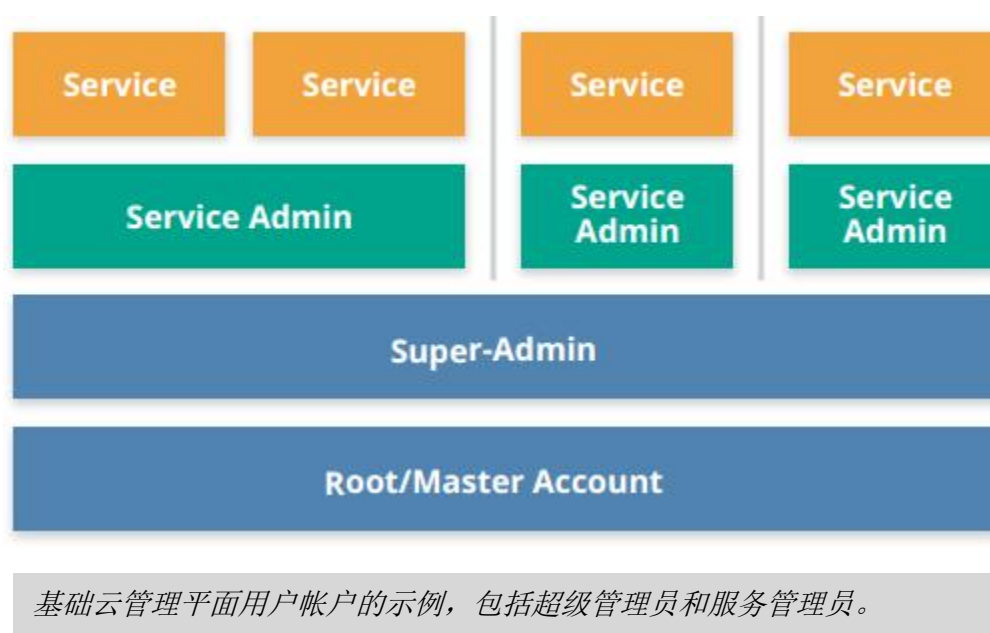 Service Service Service Service
Service Admin
Service
Admin
Service
Admin
Super-Admin
Root/Master Account
基础云管理平面用户帐户的示例，包括超级管理员和服务管理员。